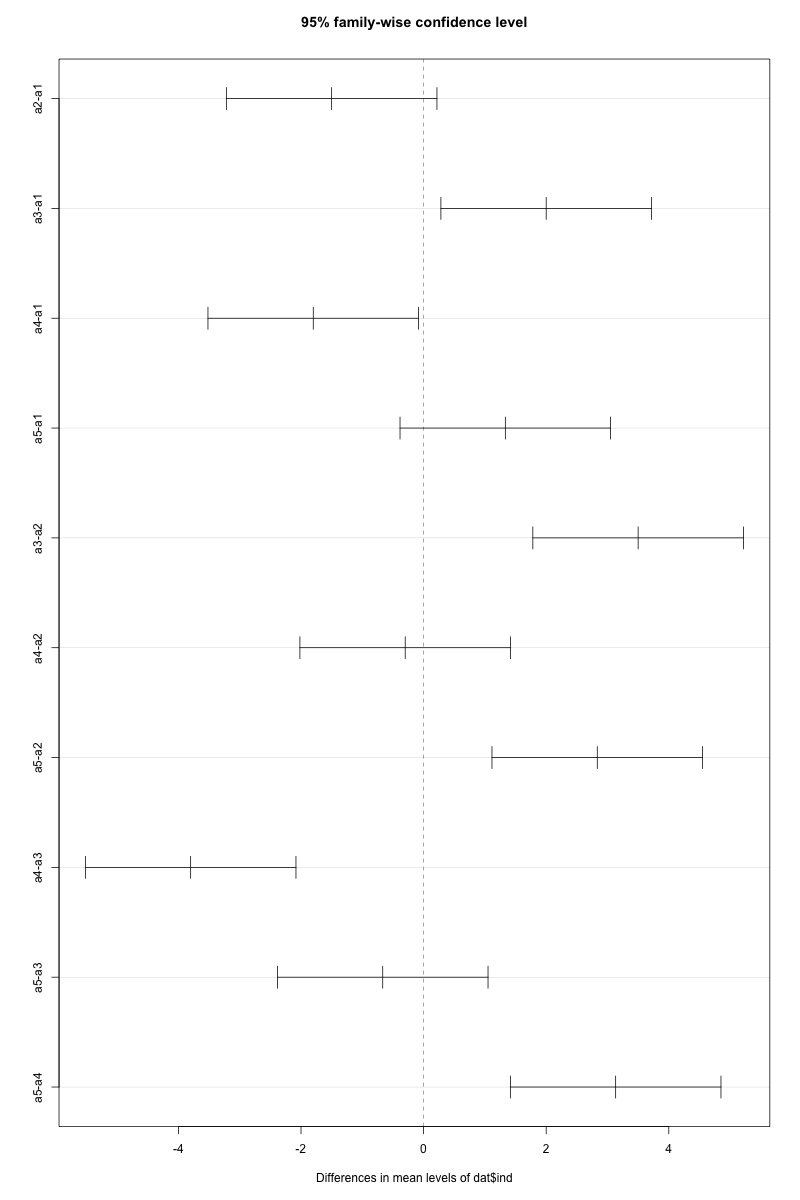 95% family-wise confidence level
a2-a1
a3-a1
a4-a1
a5-a1
a3-a2
a4-a2
a5-a2
a4-a3
a5-a3
a5-a4
-4 -2 0 2 4
Differences in mean levels of dat$ind